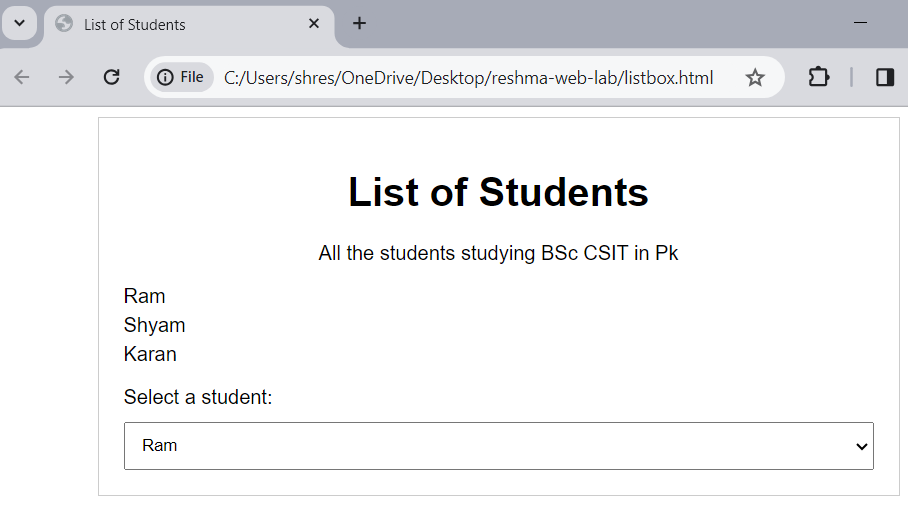 List of Students
File C:/Users/shres/OneDrive/Desktop/reshma-web-lab/listbox.html
List of Students
All the students studying BSc CSIT in Pk
Ram
Shyam
Karan
Select a student:
Ram